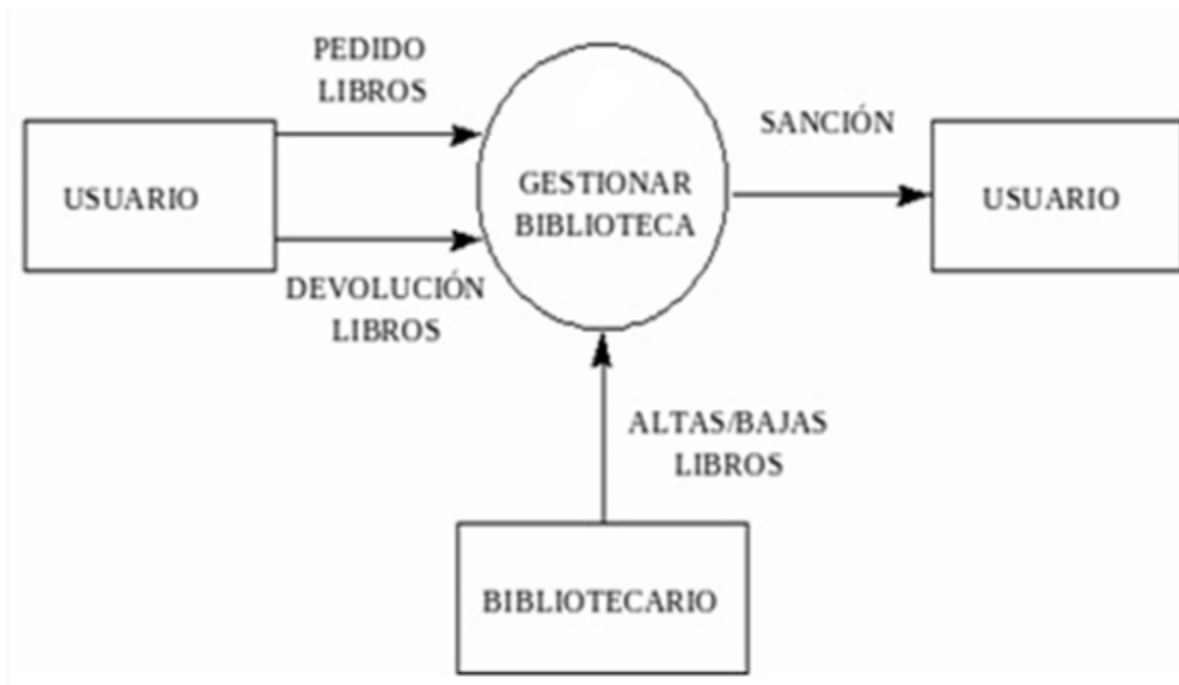 PEDIDO
LIBROS
USUARIO
DEVOLUCIÓN
LIBROS
GESTIONAR
BIBLIOTECA
SANCIÓN
USUARIO
ALTAS/BAJAS
LIBROS
BIBLIOTECARIO